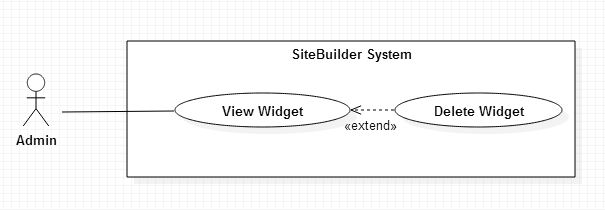 SiteBuilder System
View Widget
Delete Widget
«extend»
Admin